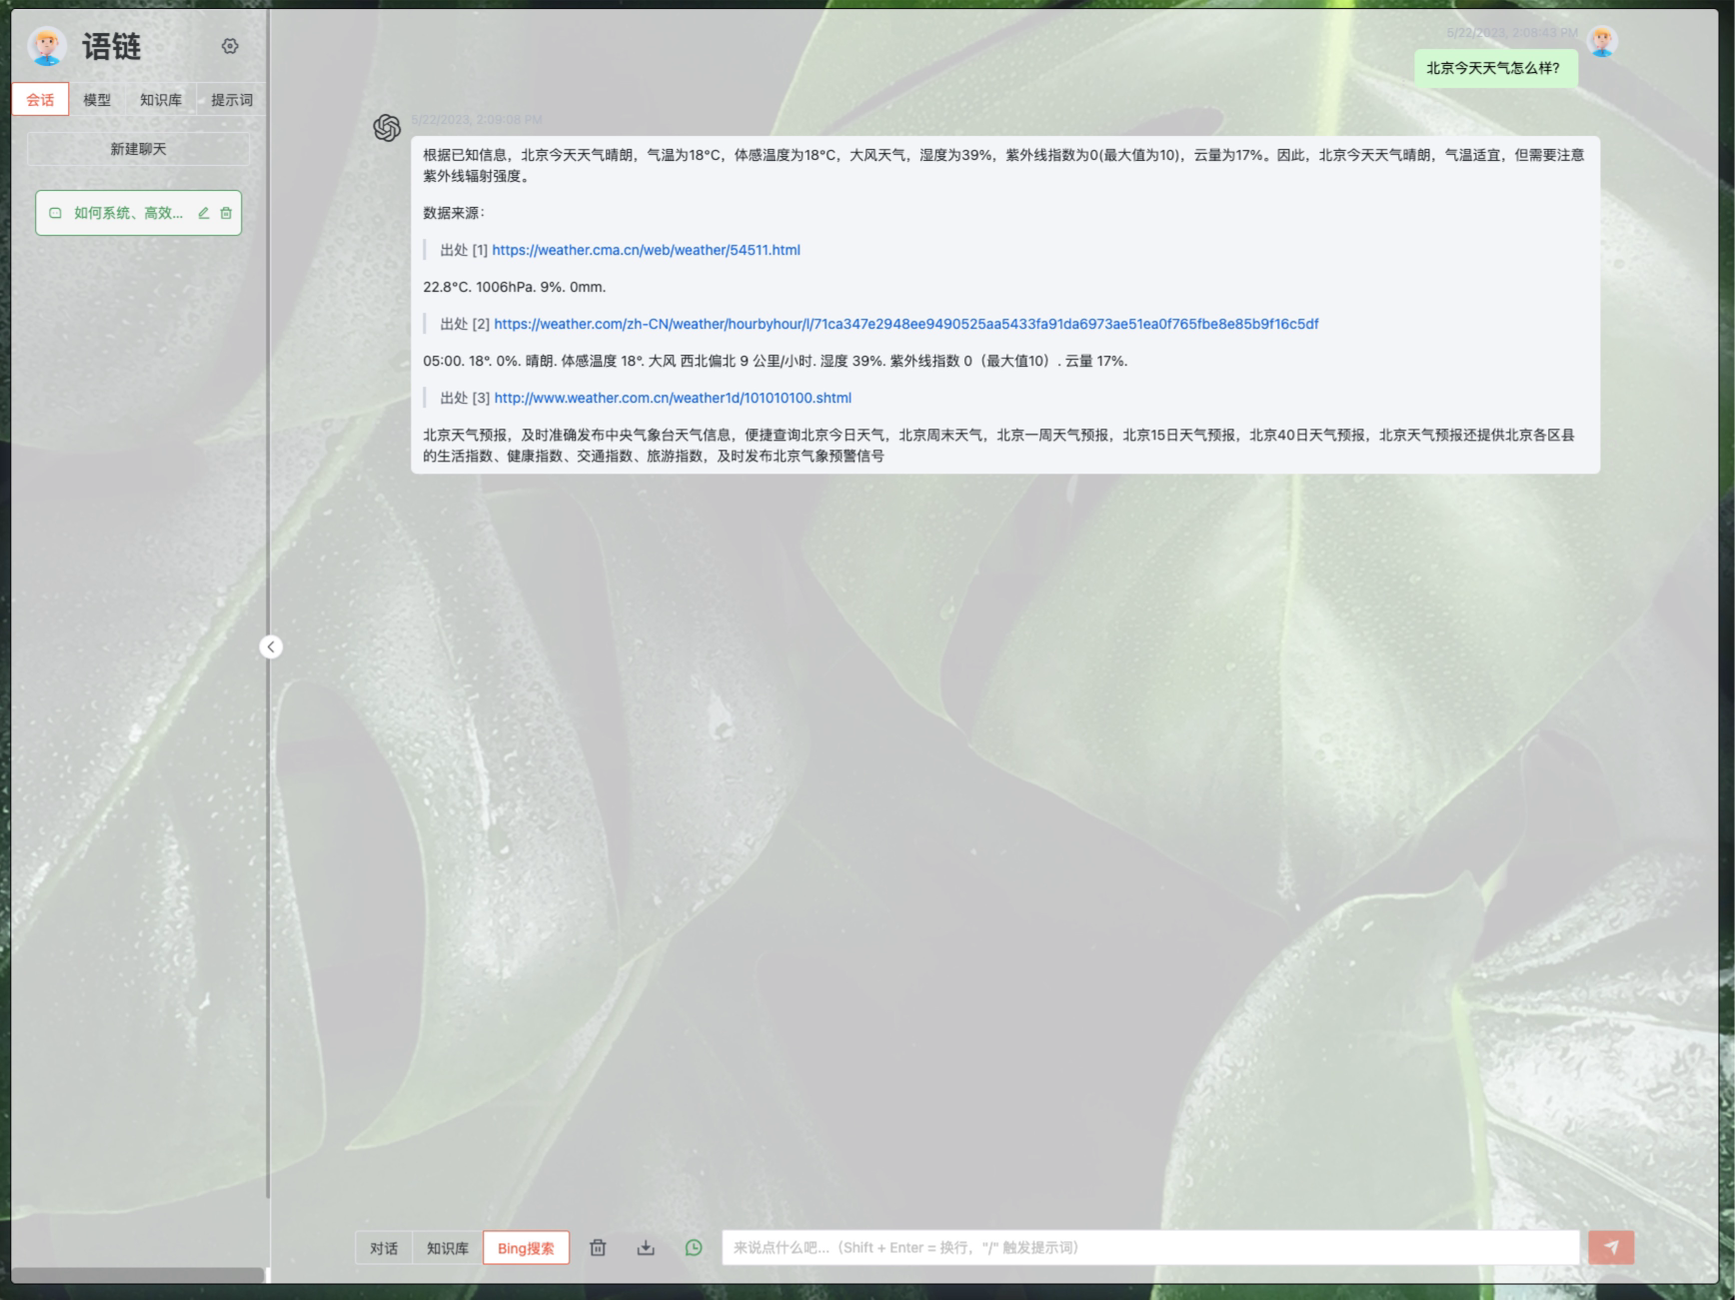 语链
会话 模型 知识库 提示词
新建聊天
如何系统、高效...
5/22/2023, 2:08:43 PM
北京今天天气怎么样?
5/22/2023, 2:09:08 PM
根据已知信息，北京今天天气晴朗，气温为18°C，体感温度为18°C，大风天气，湿度为39%，紫外线指数为0(最大值为10)，云量为17%。因此，北京今天天气晴朗，气温适宜，但需要注意
紫外线辐射强度。
数据来源：
出处 [1] https://weather.cma.cn/web/weather/54511.html
22.8°C. 1006hPa. 9%. 0mm.
出处 [2] https://weather.com/zh-CN/weather/hourbyhour/l/71ca347e2948ee9490525aa5433fa91da6973ae51ea0f765fbe8e85b9f16c5df
05:00. 18°. 0%. 晴朗. 体感温度 18°. 大风 西北偏北 9 公里/小时. 湿度 39%. 紫外线指数 0（最大值10）. 云量 17%.
出处 [3] http://www.weather.com.cn/weather1d/101010100.shtml
北京天气预报，及时准确发布中央气象台天气信息，便捷查询北京今日天气，北京周末天气，北京一周天气预报，北京15日天气预报，北京40日天气预报，北京天气预报还提供北京各区县
的生活指数、健康指数、交通指数、旅游指数，及时发布北京气象预警信号
对话 知识库 Bing搜索 来说点什么吧...（Shift + Enter = 换行，"/" 触发提示词）